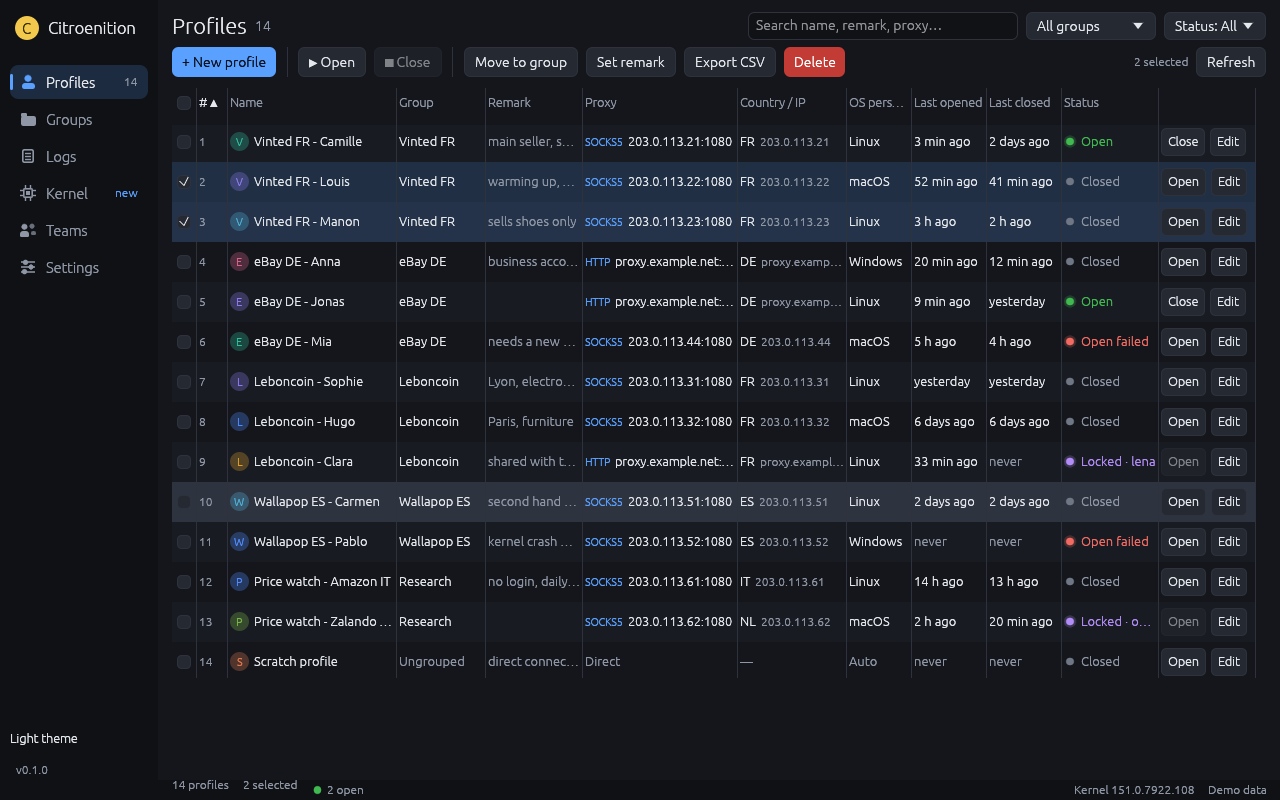 C Citroenition
Profiles 14
Groups
Logs
Kernel new
Teams
Settings
Light theme
v0.1.0
Profiles 14
Search name, remark, proxy…
All groups ▼
Status: All ▼
+ New profile
▶ Open
■ Close
Move to group
Set remark
Export CSV
Delete
2 selected
Refresh
#▲ Name Group Remark Proxy Country / IP OS pers… Last opened Last closed Status
1 V Vinted FR - Camille Vinted FR main seller, s… SOCKS5 203.0.113.21:1080 FR 203.0.113.21 Linux 3 min ago 2 days ago Open Close Edit
2 V Vinted FR - Louis Vinted FR warming up, … SOCKS5 203.0.113.22:1080 FR 203.0.113.22 macOS 52 min ago 41 min ago Closed Open Edit
3 V Vinted FR - Manon Vinted FR sells shoes only SOCKS5 203.0.113.23:1080 FR 203.0.113.23 Linux 3 h ago 2 h ago Closed Open Edit
4 E eBay DE - Anna eBay DE business acco… HTTP proxy.example.net:… DE proxy.examp… Windows 20 min ago 12 min ago Closed Open Edit
5 E eBay DE - Jonas eBay DE HTTP proxy.example.net:… DE proxy.examp… Linux 9 min ago yesterday Open Close Edit
6 E eBay DE - Mia eBay DE needs a new … SOCKS5 203.0.113.44:1080 DE 203.0.113.44 macOS 5 h ago 4 h ago Open failed Open Edit
7 L Leboncoin - Sophie Leboncoin Lyon, electro… SOCKS5 203.0.113.31:1080 FR 203.0.113.31 Linux yesterday yesterday Closed Open Edit
8 L Leboncoin - Hugo Leboncoin Paris, furniture SOCKS5 203.0.113.32:1080 FR 203.0.113.32 macOS 6 days ago 6 days ago Closed Open Edit
9 L Leboncoin - Clara Leboncoin shared with t… HTTP proxy.example.net:… FR proxy.exampl… Linux 33 min ago never Locked · lena Open Edit
10 W Wallapop ES - Carmen Wallapop ES second hand … SOCKS5 203.0.113.51:1080 ES 203.0.113.51 Linux 2 days ago 2 days ago Closed Open Edit
11 W Wallapop ES - Pablo Wallapop ES kernel crash … SOCKS5 203.0.113.52:1080 ES 203.0.113.52 Windows never never Open failed Open Edit
12 P Price watch - Amazon IT Research no login, daily… SOCKS5 203.0.113.61:1080 IT 203.0.113.61 Linux 14 h ago 13 h ago Closed Open Edit
13 P Price watch - Zalando … Research SOCKS5 203.0.113.62:1080 NL 203.0.113.62 macOS 2 h ago 20 min ago Locked · o… Open Edit
14 S Scratch profile Ungrouped direct connec… Direct — Auto never never Closed Open Edit
14 profiles 2 selected 2 open Kernel 151.0.7922.108 Demo data